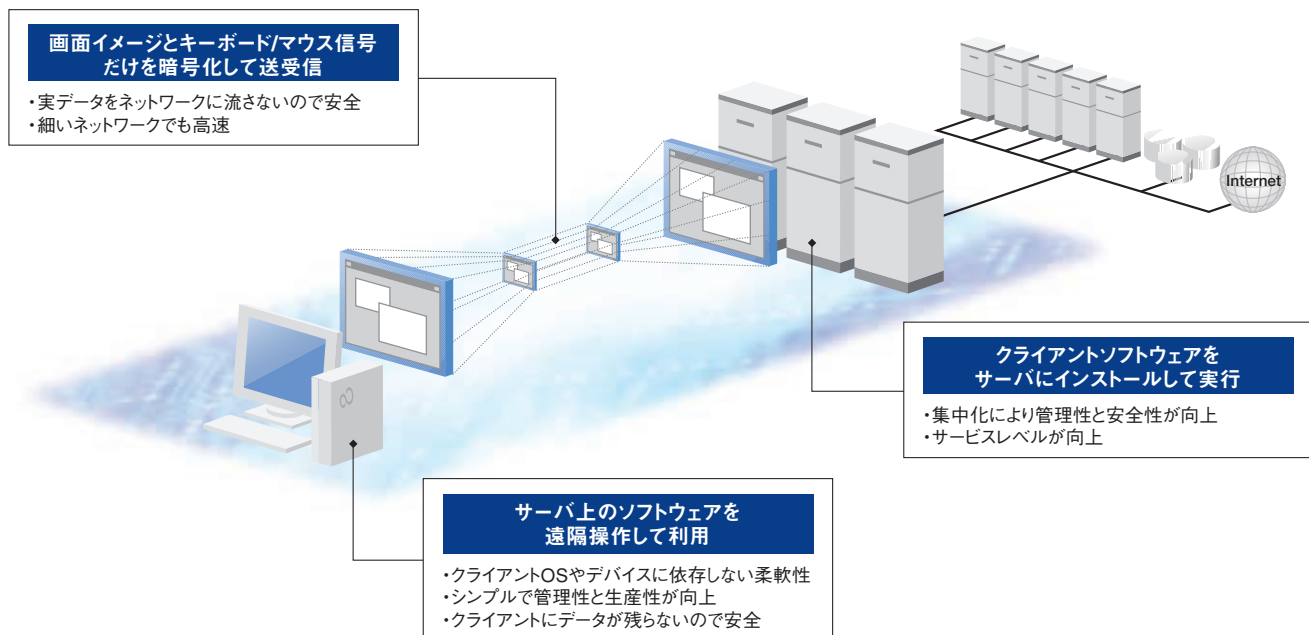 画面イメージとキーボード/マウス信号
だけを暗号化して送受信
・実データをネットワークに流さないので安全
・細いネットワークでも高速
Internet
クライアントソフトウェアを
サーバにインストールして実行
・集中化により管理性と安全性が向上
・サービスレベルが向上
サーバ上のソフトウェアを
遠隔操作して利用
・クライアントOSやデバイスに依存しない柔軟性
・シンプルで管理性と生産性が向上
・クライアントにデータが残らないので安全